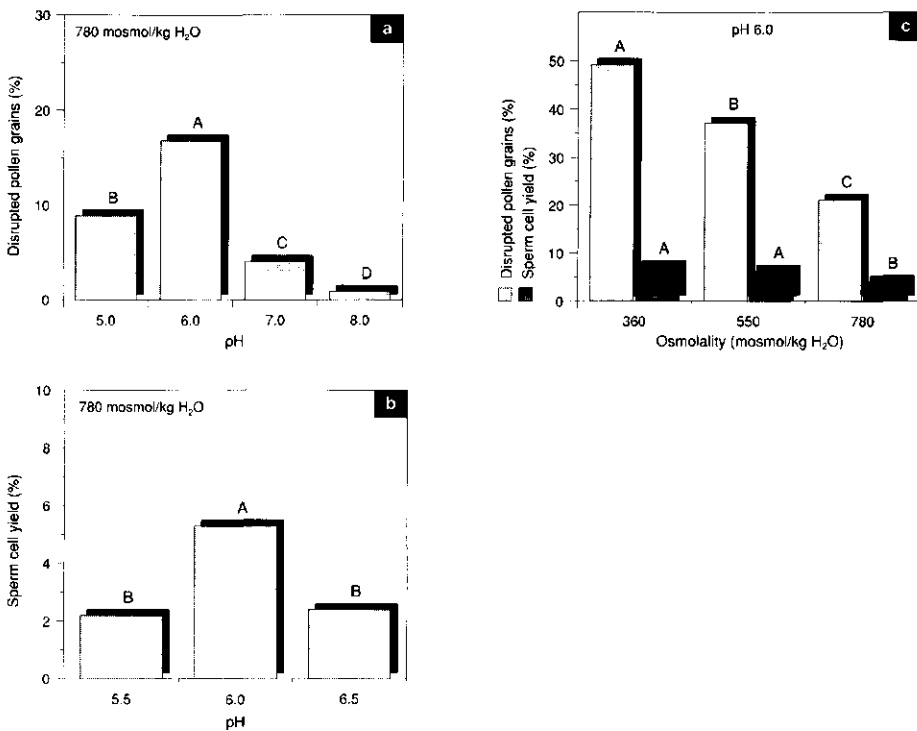 780 mosmol/kg H₂O
a
Disrupted pollen grains (%)
30
20
10
0
B
A
C
D
5.0
6.0
7.0
8.0
pH
780 mosmol/kg H₂O
b
Sperm cell yield (%)
10
8
6
4
2
0
B
A
B
5.5
6.0
6.5
pH
pH 6.0
c
Disrupted pollen grains (%)
Sperm cell yield (%)
50
40
30
20
10
0
A
A
B
A
C
B
360
550
780
Osmolality (mosmol/kg H₂O)